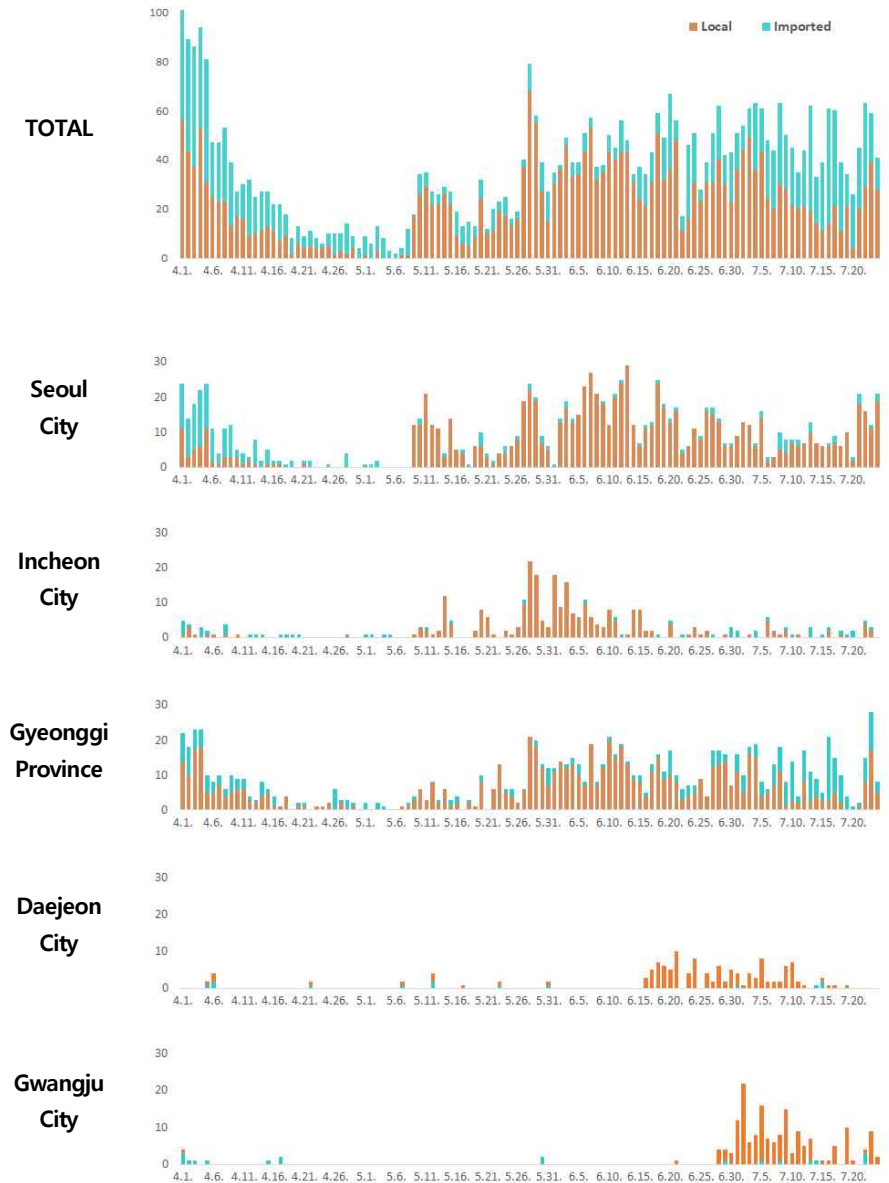 Local Imported
TOTAL
100
80
60
40
20
0
4.1. 4.6. 4.11. 4.16. 4.21. 4.26. 5.1. 5.6. 5.11. 5.16. 5.21. 5.26. 5.31. 6.5. 6.10. 6.15. 6.20. 6.25. 6.30. 7.5. 7.10. 7.15. 7.20.
Seoul
City
30
20
10
0
4.1. 4.6. 4.11. 4.16. 4.21. 4.26. 5.1. 5.6. 5.11. 5.16. 5.21. 5.26. 5.31. 6.5. 6.10. 6.15. 6.20. 6.25. 6.30. 7.5. 7.10. 7.15. 7.20.
Incheon
City
30
20
10
0
4.1. 4.6. 4.11. 4.16. 4.21. 4.26. 5.1. 5.6. 5.11. 5.16. 5.21. 5.26. 5.31. 6.5. 6.10. 6.15. 6.20. 6.25. 6.30. 7.5. 7.10. 7.15. 7.20.
Gyeonggi
Province
30
20
10
0
4.1. 4.6. 4.11. 4.16. 4.21. 4.26. 5.1. 5.6. 5.11. 5.16. 5.21. 5.26. 5.31. 6.5. 6.10. 6.15. 6.20. 6.25. 6.30. 7.5. 7.10. 7.15. 7.20.
Daejeon
City
30
20
10
0
4.1. 4.6. 4.11. 4.16. 4.21. 4.26. 5.1. 5.6. 5.11. 5.16. 5.21. 5.26. 5.31. 6.5. 6.10. 6.15. 6.20. 6.25. 6.30. 7.5. 7.10. 7.15. 7.20.
Gwangju
City
30
20
10
0
4.1. 4.6. 4.11. 4.16. 4.21. 4.26. 5.1. 5.6. 5.11. 5.16. 5.21. 5.26. 5.31. 6.5. 6.10. 6.15. 6.20. 6.25. 6.30. 7.5. 7.10. 7.15. 7.20.